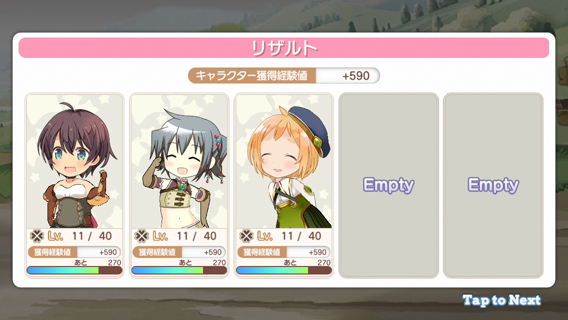 リザルト
キャラクター獲得経験値 +590
Lv. 11 / 40
獲得経験値 +590
あと 270
Lv. 11 / 40
獲得経験値 +590
あと 270
Lv. 11 / 40
獲得経験値 +590
あと 270
Empty
Empty
Tap to Next